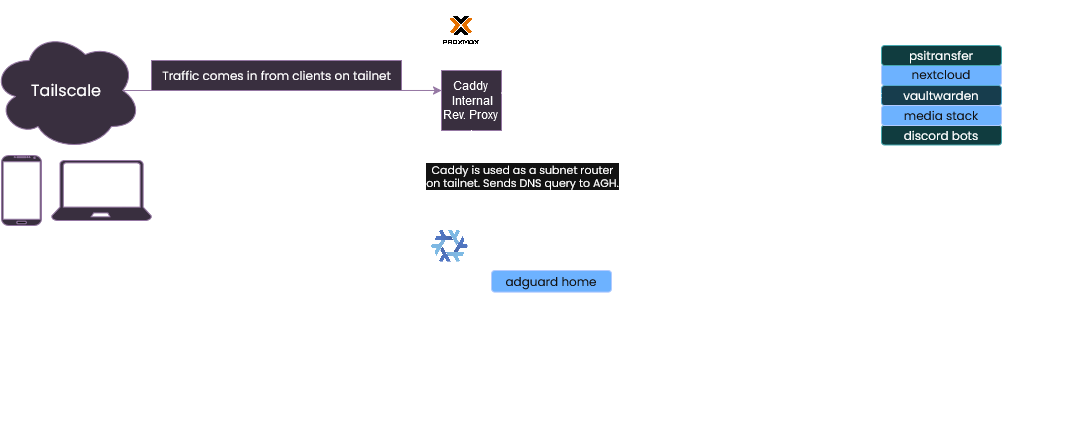 PROXMOX
Tailscale
Traffic comes in from clients on tailnet
Caddy
Internal
Rev. Proxy
psitransfer
nextcloud
vaultwarden
media stack
discord bots
Caddy is used as a subnet router
on tailnet. Sends DNS query to AGH.
adguard home